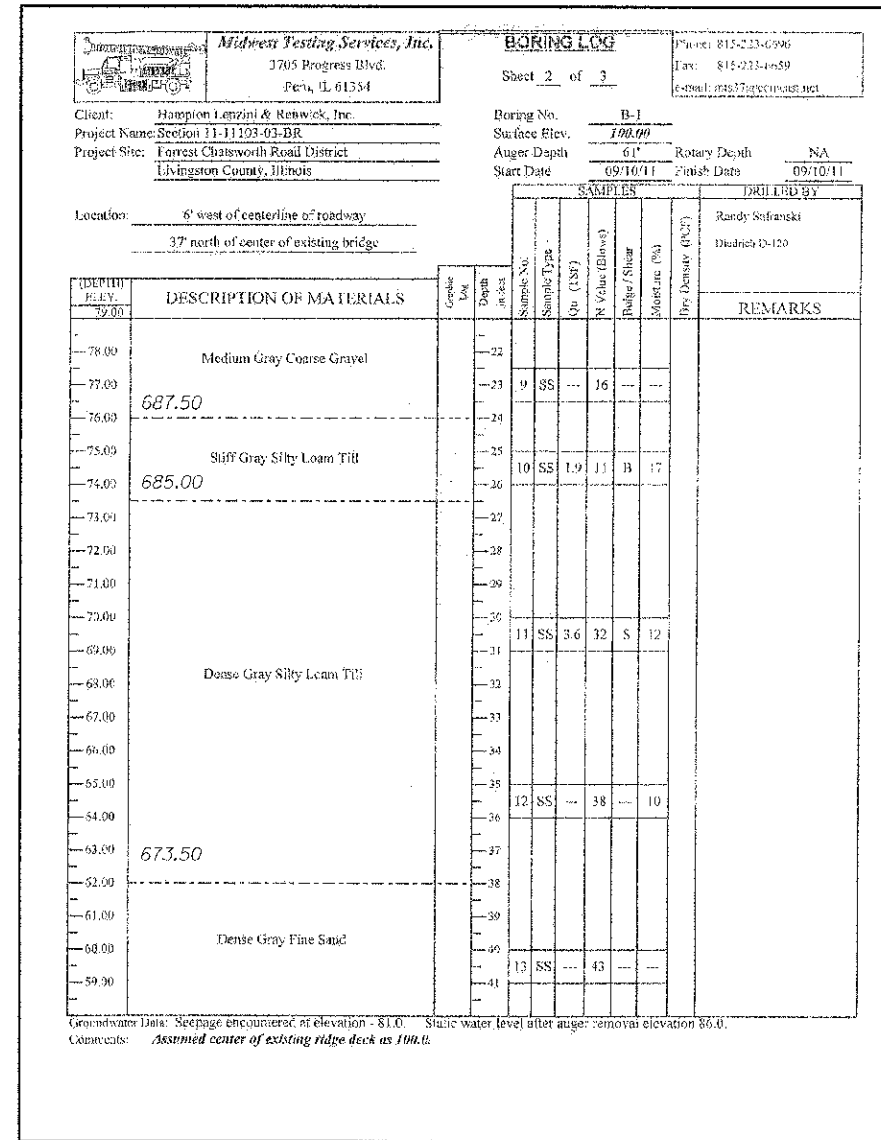 Midwest Testing Services, Inc.
3705 Progress Blvd.
Peru, IL 61354
BORING LOG
Sheet 2 of 3
Phone: 815-223-6696
Fax: 815-223-6659
Client: Hampton Lenzini & Renwick, Inc.
Project Name: Section 11-11103-03-BR
Project Site: Forrest Chatsworth Road District
Livingston County, Illinois
Boring No. B-1
Surface Elev. 100.00
Auger Depth 61' Rotary Depth NA
Start Date 09/10/11 Finish Date 09/10/11
Location: 6' west of centerline of roadway
37' north of center of existing bridge
SAMPLES
DRILLED BY
Randy Safranski
Diedrich D-120
(DEPTH)
ELEV.
79.00
DESCRIPTION OF MATERIALS
Graphic Log
Depth
Sample No.
Sample Type
Qu (TSF)
N Value (Blows)
Bulge / Shear
Moisture (%)
Dry Density (PCF)
REMARKS
78.00 22
Medium Gray Coarse Gravel
77.00 23 9 SS --- 16 --- ---
687.50
76.00 24
75.00 25
Stiff Gray Silty Loam Till
10 SS 1.9 11 B 17
685.00
74.00 26
73.00 27
72.00 28
71.00 29
70.00 30
11 SS 3.6 32 S 12
69.00 31
Dense Gray Silty Loam Till
68.00 32
67.00 33
66.00 34
65.00 35
12 SS --- 38 --- 10
64.00 36
63.00 37
673.50
62.00 38
61.00 39
Dense Gray Fine Sand
60.00 40
13 SS --- 43 --- ---
59.00 41
Groundwater Data: Seepage encountered at elevation - 81.0. Static water level after auger removal elevation 86.0.
Comments: Assumed center of existing ridge deck as 100.0.